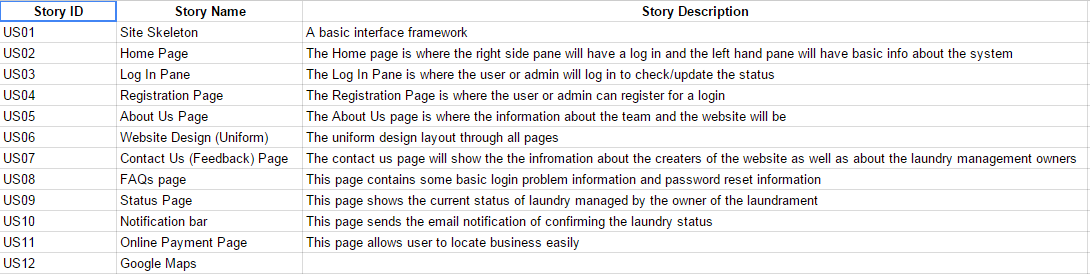 Story ID Story Name Story Description
US01 Site Skeleton A basic interface framework
US02 Home Page The Home page is where the right side pane will have a log in and the left hand pane will have basic info about the system
US03 Log In Pane The Log In Pane is where the user or admin will log in to check/update the status
US04 Registration Page The Registration Page is where the user or admin can register for a login
US05 About Us Page The About Us page is where the information about the team and the website will be
US06 Website Design (Uniform) The uniform design layout through all pages
US07 Contact Us (Feedback) Page The contact us page will show the the infromation about the creaters of the website as well as about the laundry management owners
US08 FAQs page This page contains some basic login problem information and password reset information
US09 Status Page This page shows the current status of laundry managed by the owner of the laundrament
US10 Notification bar This page sends the email notification of confirming the laundry status
US11 Online Payment Page This page allows user to locate business easily
US12 Google Maps